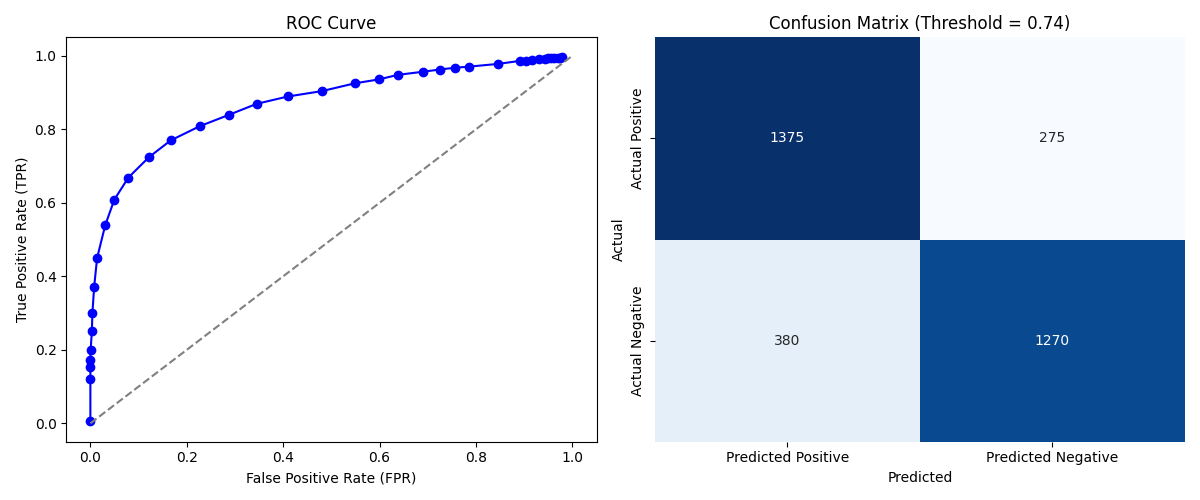 ROC Curve
1.0
0.8
0.6
0.4
0.2
0.0
True Positive Rate (TPR)
0.0 0.2 0.4 0.6 0.8 1.0
False Positive Rate (FPR)
Confusion Matrix (Threshold = 0.74)
Actual
Actual Positive
1375 275
Actual Negative
380 1270
Predicted Positive Predicted Negative
Predicted